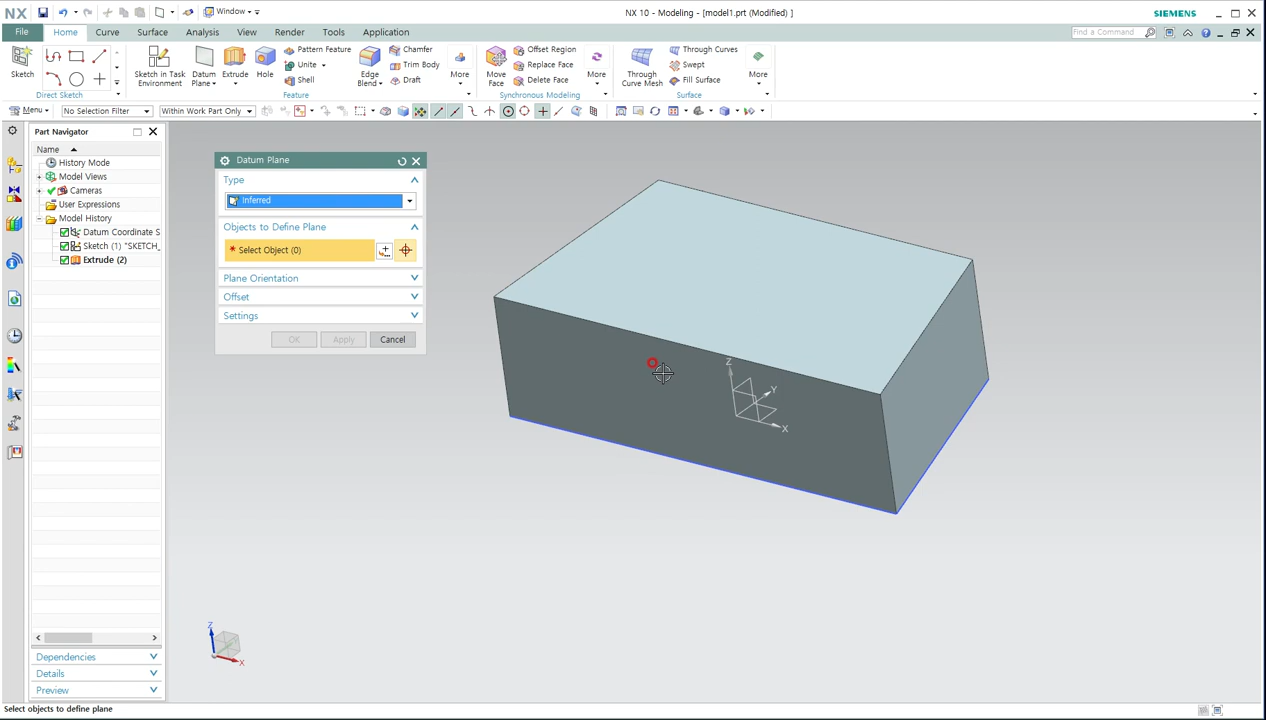 NX
Window
NX 10 - Modeling - [model1.prt (Modified) ]
SIEMENS
File Home Curve Surface Analysis View Render Tools Application
Find a Command
Sketch
Direct Sketch
Sketch in Task Environment
Datum Plane
Extrude
Hole
Pattern Feature
Unite
Shell
Edge Blend
Chamfer
Trim Body
Draft
More
Feature
Move Face
Offset Region
Replace Face
Delete Face
More
Synchronous Modeling
Through Curve Mesh
Through Curves
Swept
Fill Surface
More
Surface
Menu
No Selection Filter
Within Work Part Only
Part Navigator
Name
History Mode
Model Views
Cameras
User Expressions
Model History
Datum Coordinate S
Sketch (1) "SKETCH_
Extrude (2)
Dependencies
Details
Preview
Datum Plane
Type
Inferred
Objects to Define Plane
* Select Object (0)
Plane Orientation
Offset
Settings
OK Apply Cancel
Z
Y
X
Z
X
Select objects to define plane